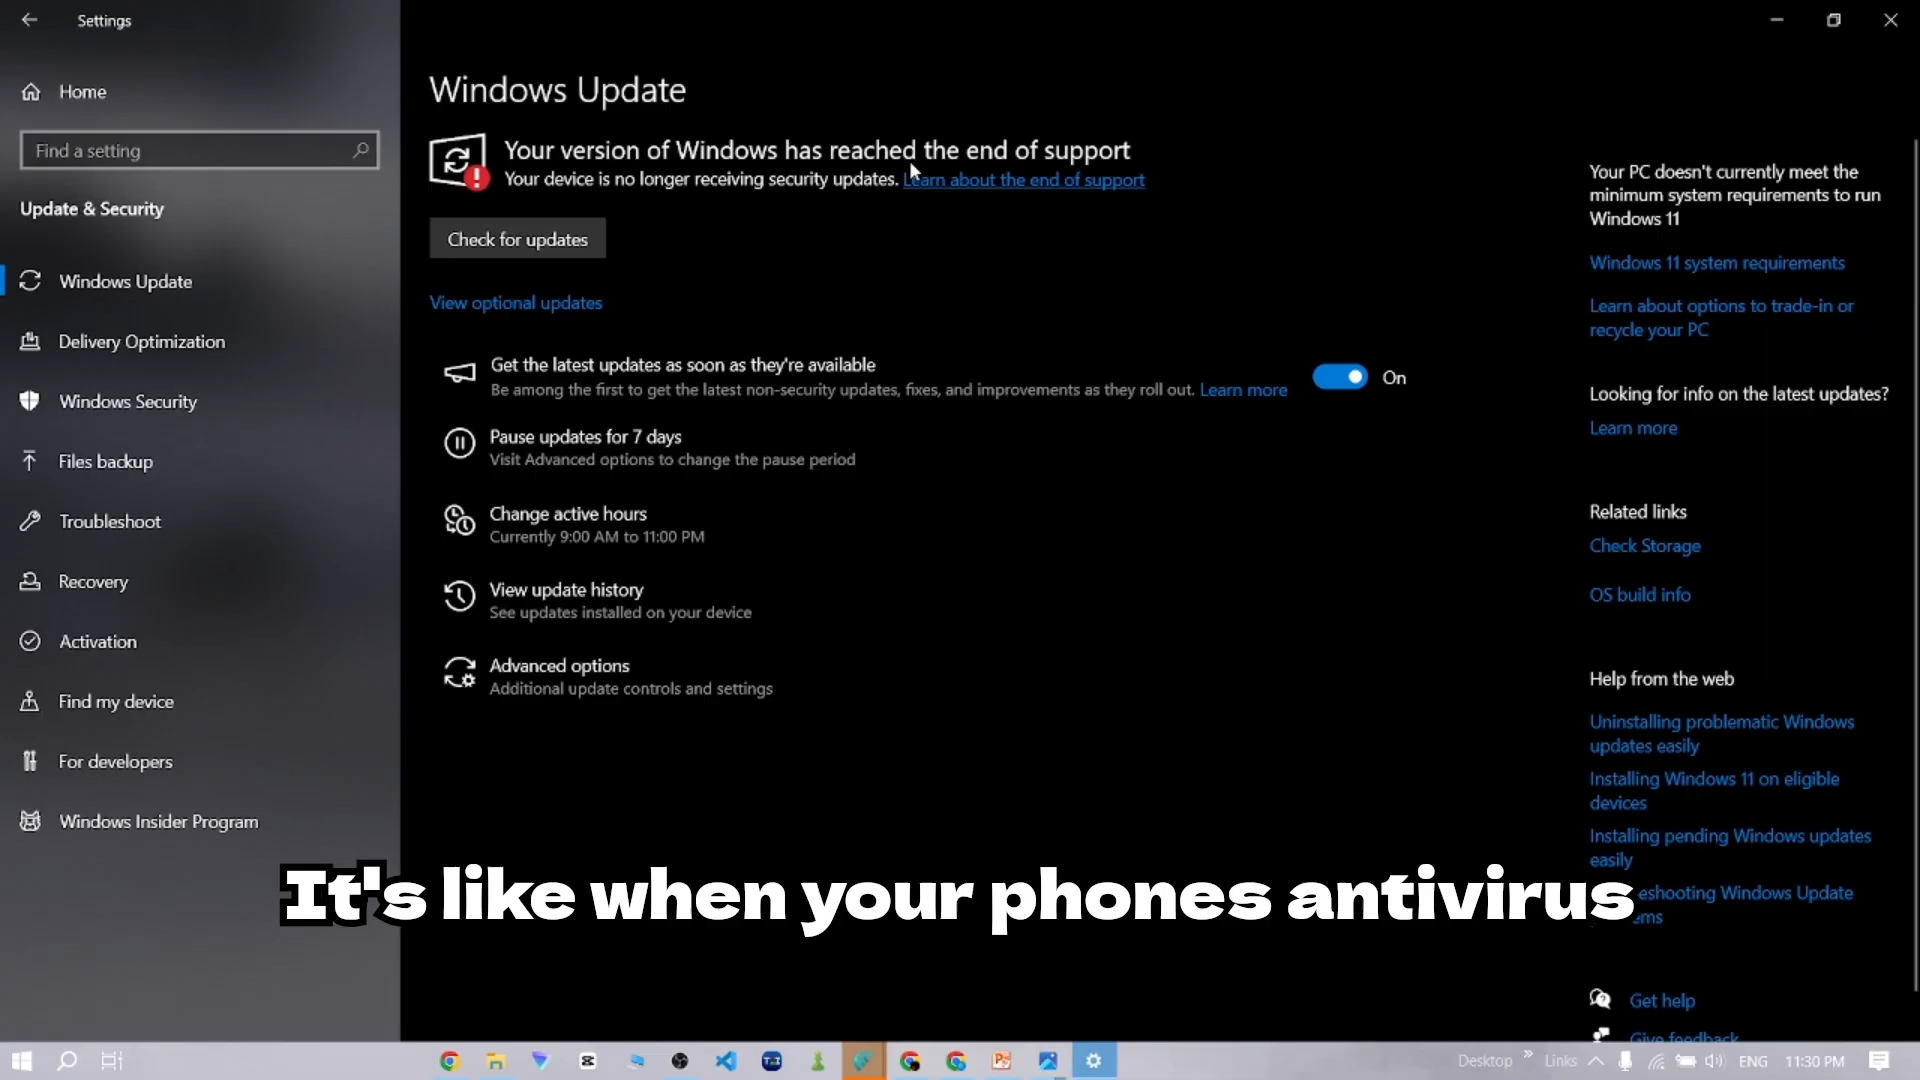 Settings
Home
Find a setting
Update & Security
Windows Update
Delivery Optimization
Windows Security
Files backup
Troubleshoot
Recovery
Activation
Find my device
For developers
Windows Insider Program
Windows Update
Your version of Windows has reached the end of support
Your device is no longer receiving security updates. Learn about the end of support
Check for updates
View optional updates
Get the latest updates as soon as they're available
Be among the first to get the latest non-security updates, fixes, and improvements as they roll out. Learn more
On
Pause updates for 7 days
Visit Advanced options to change the pause period
Change active hours
Currently 9:00 AM to 11:00 PM
View update history
See updates installed on your device
Advanced options
Additional update controls and settings
Your PC doesn't currently meet the
minimum system requirements to run
Windows 11
Windows 11 system requirements
Learn about options to trade-in or
recycle your PC
Looking for info on the latest updates?
Learn more
Related links
Check Storage
OS build info
Help from the web
Uninstalling problematic Windows
updates easily
Installing Windows 11 on eligible
devices
Installing pending Windows updates
easily
eshooting Windows Update
ems
Get help
Give feedback
It's like when your phones antivirus
Desktop
Links
ENG
11:30 PM